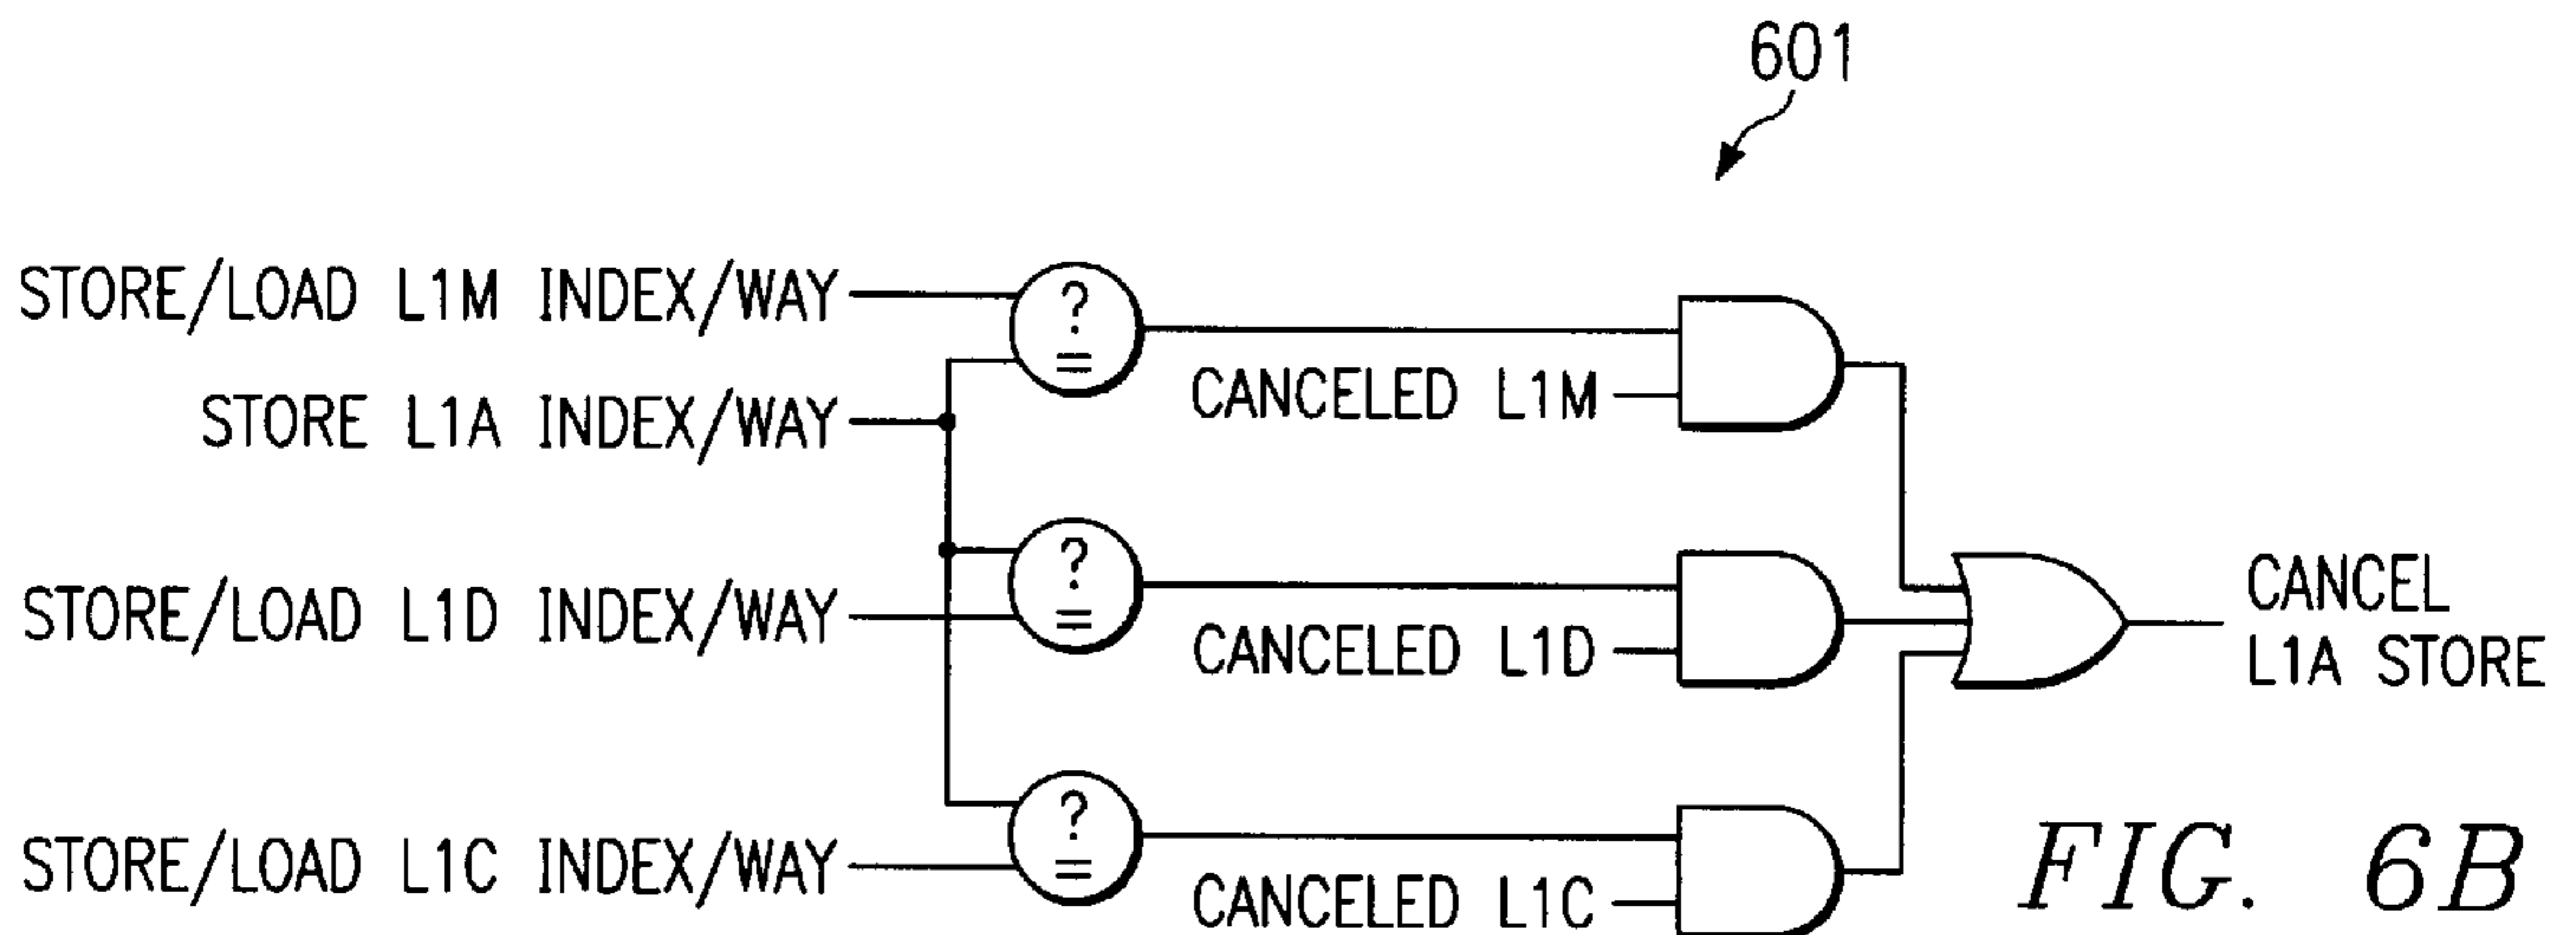 601
STORE/LOAD L1M INDEX/WAY
?
=
CANCELED L1M
STORE L1A INDEX/WAY
?
=
STORE/LOAD L1D INDEX/WAY
CANCELED L1D
CANCEL
L1A STORE
?
=
STORE/LOAD L1C INDEX/WAY
CANCELED L1C
FIG. 6B